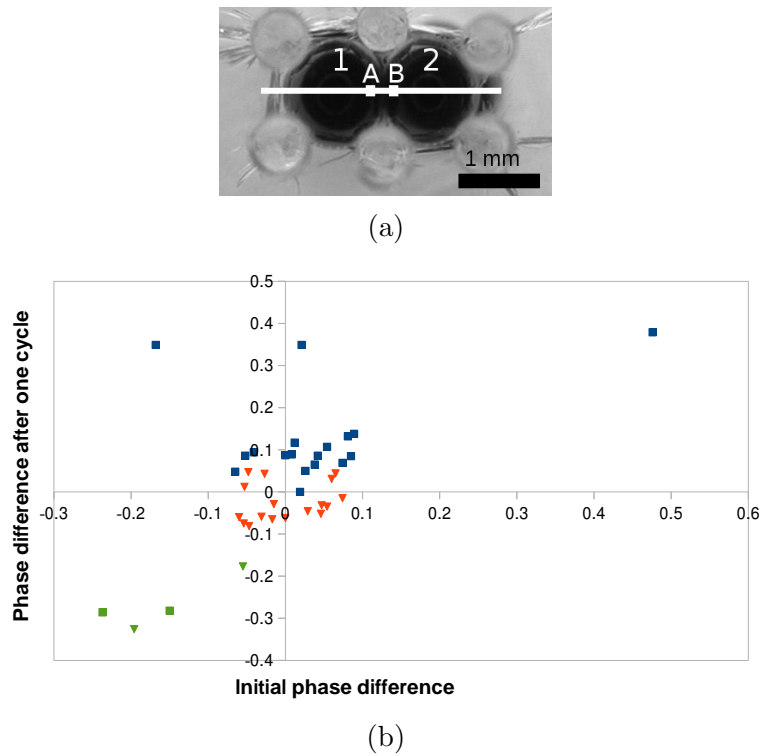 1 2
A B
1 mm
(a)
Phase difference after one cycle
0.5
0.4
0.3
0.2
0.1
0
-0.1
-0.2
-0.3
-0.4
-0.3 -0.2 -0.1 0 0.1 0.2 0.3 0.4 0.5 0.6
Initial phase difference
(b)